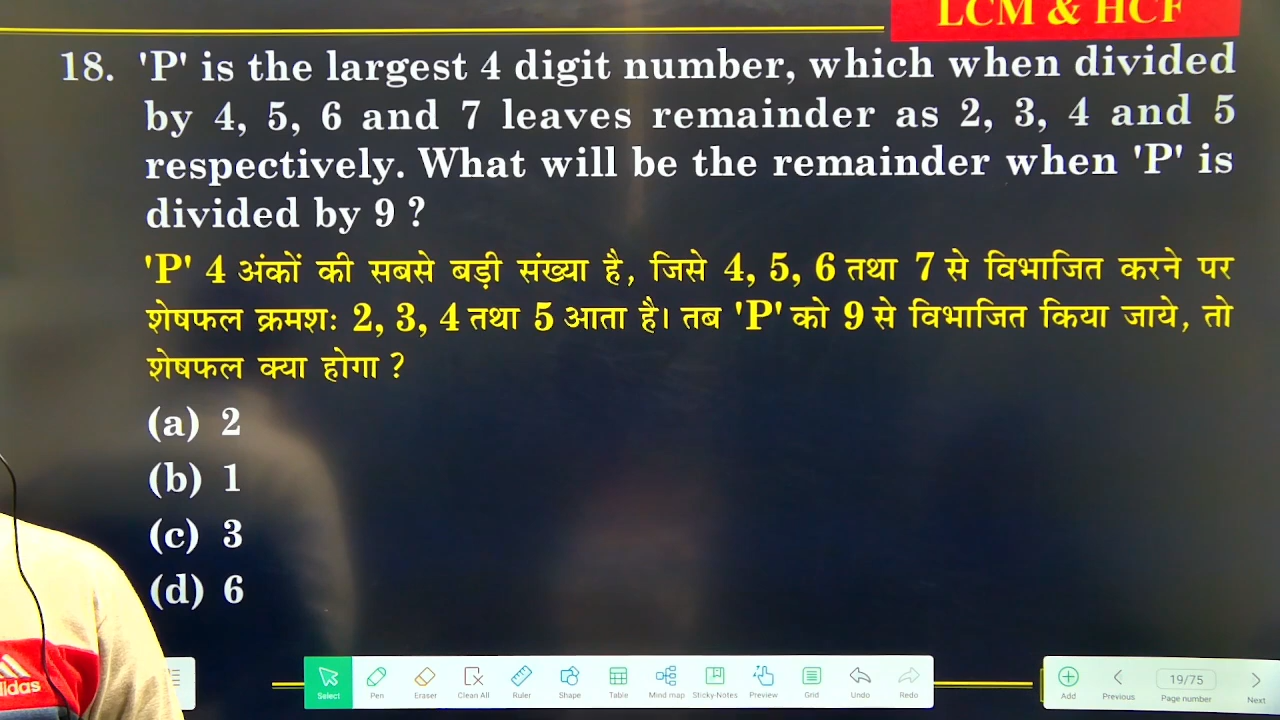 LCM & HCF
18. 'P' is the largest 4 digit number, which when divided
by 4, 5, 6 and 7 leaves remainder as 2, 3, 4 and 5
respectively. What will be the remainder when 'P' is
divided by 9 ?
'P' 4 अंकों की सबसे बड़ी संख्या है, जिसे 4, 5, 6 तथा 7 से विभाजित करने पर
शेषफल क्रमशः 2, 3, 4 तथा 5 आता है। तब 'P' को 9 से विभाजित किया जाये, तो
शेषफल क्या होगा ?
(a) 2
(b) 1
(c) 3
(d) 6
adidas
Select Pen Eraser Clean All Ruler Shape Table Mind map Sticky-Notes Preview Grid Undo Redo
Add Previous 19/75 Page number Next